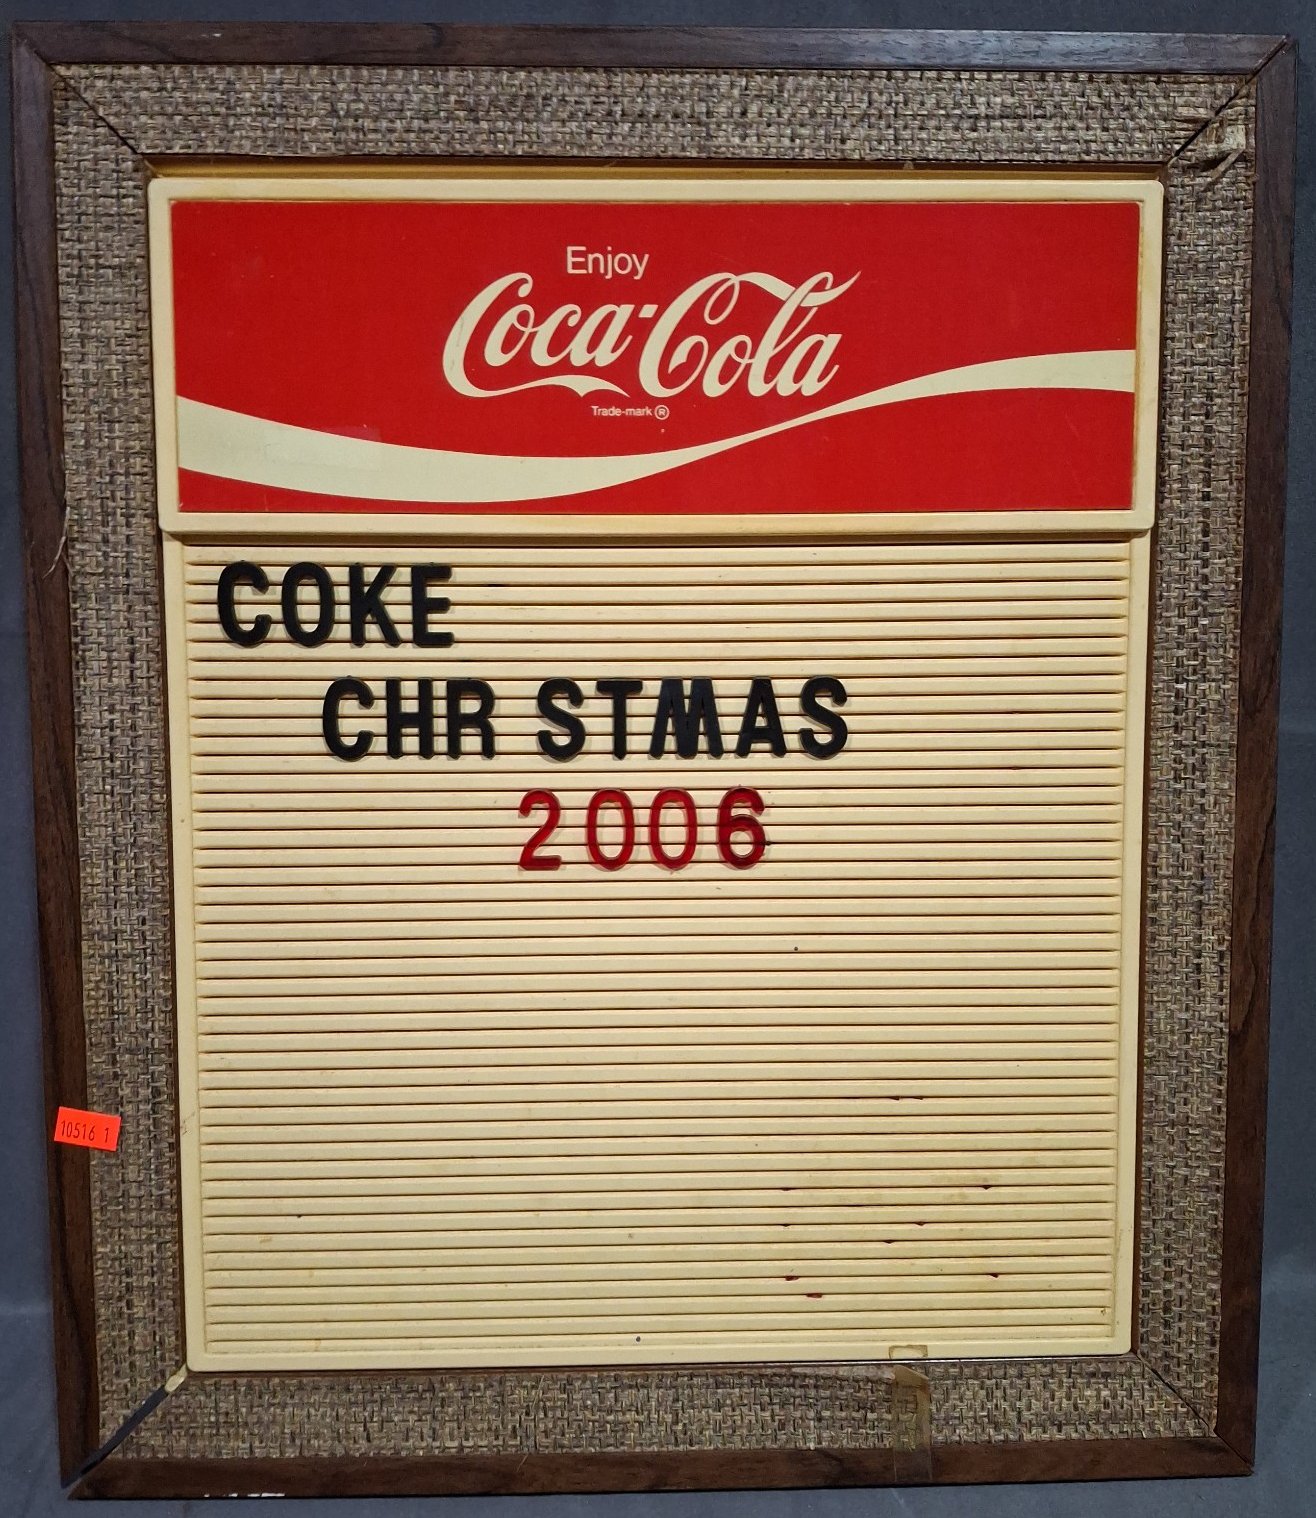 Enjoy
Coca-Cola
Trade-mark ®
COKE
CHR STMAS
2006
10516 1